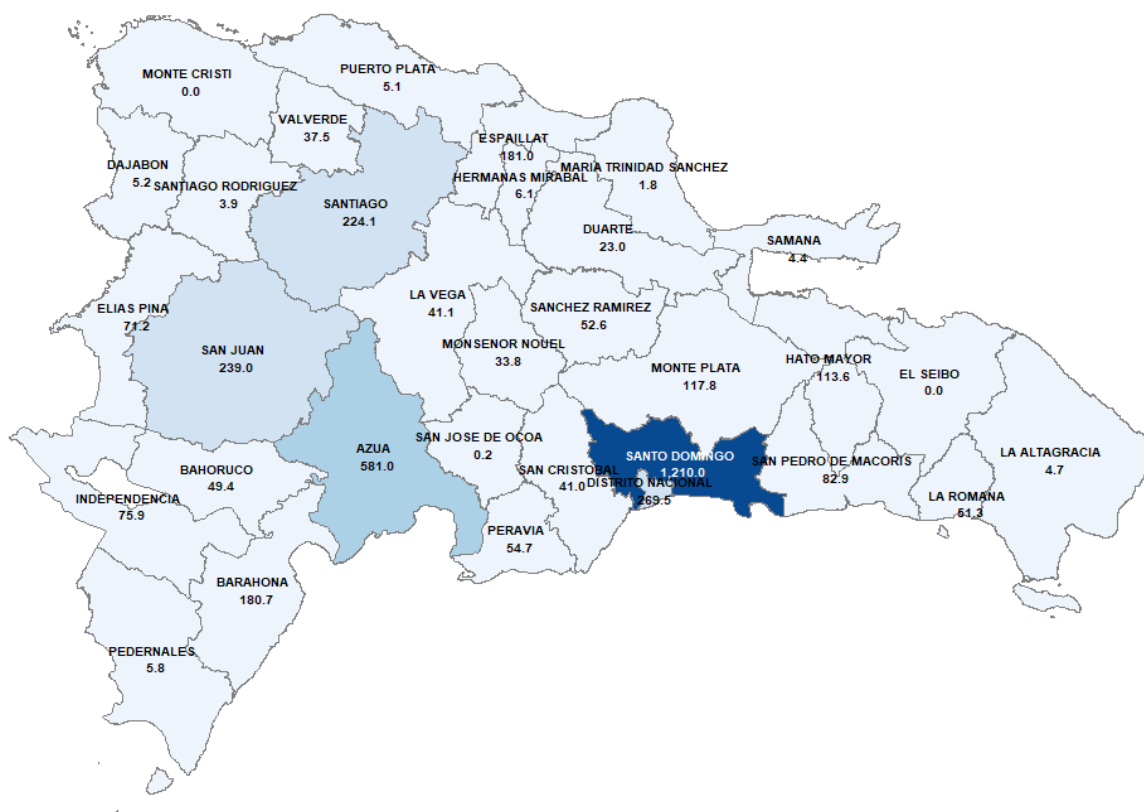 PUERTO PLATA
5.1
MONTE CRISTI
0.0
VALVERDE
37.5
ESPAILLAT
181.0
DAJABON
5.2
MARIA TRINIDAD SANCHEZ
1.8
HERMANAS MIRABAL
6.1
SANTIAGO RODRIGUEZ
3.9
SANTIAGO
224.1
DUARTE
23.0
SAMANA
4.4
ELIAS PINA
71.2
LA VEGA
41.1
SANCHEZ RAMIREZ
52.6
SAN JUAN
239.0
MONSENOR NOUEL
33.8
MONTE PLATA
117.8
HATO MAYOR
113.6
EL SEIBO
0.0
SAN JOSE DE OCOA
0.2
AZUA
581.0
LA ALTAGRACIA
4.7
SANTO DOMINGO
1,210.0
SAN PEDRO DE MACORIS
82.9
BAHORUCO
49.4
SAN CRISTOBAL
41.0
DISTRITO NACIONAL
269.5
INDEPENDENCIA
75.9
LA ROMANA
51.3
PERAVIA
54.7
BARAHONA
180.7
PEDERNALES
5.8